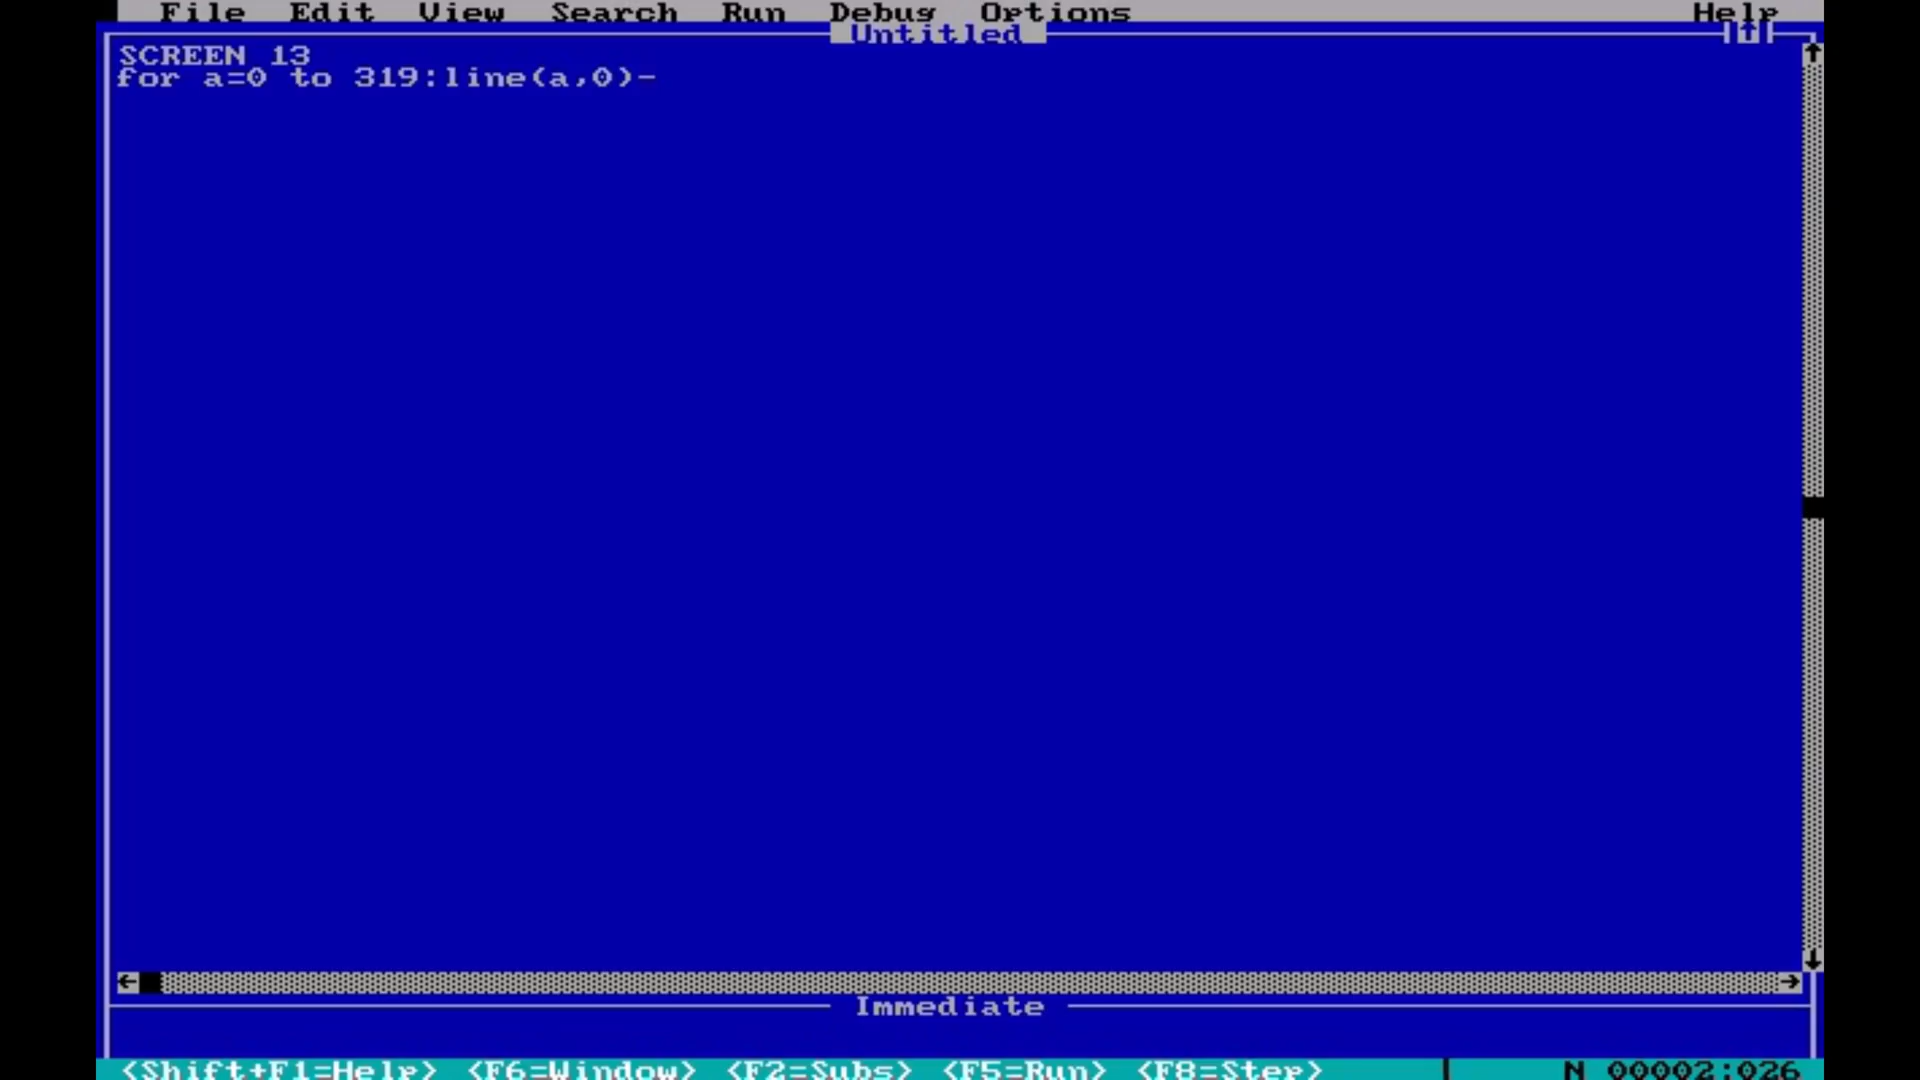 File Edit View Search Run Debug Options Help
Untitled
SCREEN 13
for a=0 to 319:line(a,0)-
Immediate
<Shift+F1=Help> <F6=Window> <F2=Subs> <F5=Run> <F8=Step> N 00002:026